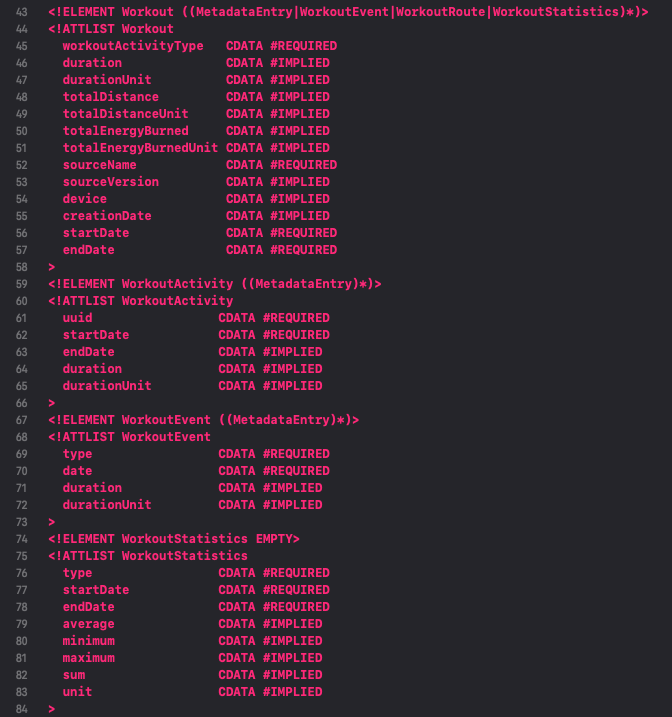 43 <!ELEMENT Workout ((MetadataEntry|WorkoutEvent|WorkoutRoute|WorkoutStatistics)*)>
44 <!ATTLIST Workout
45   workoutActivityType   CDATA #REQUIRED
46   duration              CDATA #IMPLIED
47   durationUnit          CDATA #IMPLIED
48   totalDistance         CDATA #IMPLIED
49   totalDistanceUnit     CDATA #IMPLIED
50   totalEnergyBurned     CDATA #IMPLIED
51   totalEnergyBurnedUnit CDATA #IMPLIED
52   sourceName            CDATA #REQUIRED
53   sourceVersion         CDATA #IMPLIED
54   device                CDATA #IMPLIED
55   creationDate          CDATA #IMPLIED
56   startDate             CDATA #REQUIRED
57   endDate               CDATA #REQUIRED
58 >
59 <!ELEMENT WorkoutActivity ((MetadataEntry)*)>
60 <!ATTLIST WorkoutActivity
61   uuid                 CDATA #REQUIRED
62   startDate            CDATA #REQUIRED
63   endDate              CDATA #IMPLIED
64   duration             CDATA #IMPLIED
65   durationUnit         CDATA #IMPLIED
66 >
67 <!ELEMENT WorkoutEvent ((MetadataEntry)*)>
68 <!ATTLIST WorkoutEvent
69   type                 CDATA #REQUIRED
70   date                 CDATA #REQUIRED
71   duration             CDATA #IMPLIED
72   durationUnit         CDATA #IMPLIED
73 >
74 <!ELEMENT WorkoutStatistics EMPTY>
75 <!ATTLIST WorkoutStatistics
76   type                 CDATA #REQUIRED
77   startDate            CDATA #REQUIRED
78   endDate              CDATA #REQUIRED
79   average              CDATA #IMPLIED
80   minimum              CDATA #IMPLIED
81   maximum              CDATA #IMPLIED
82   sum                  CDATA #IMPLIED
83   unit                 CDATA #IMPLIED
84 >